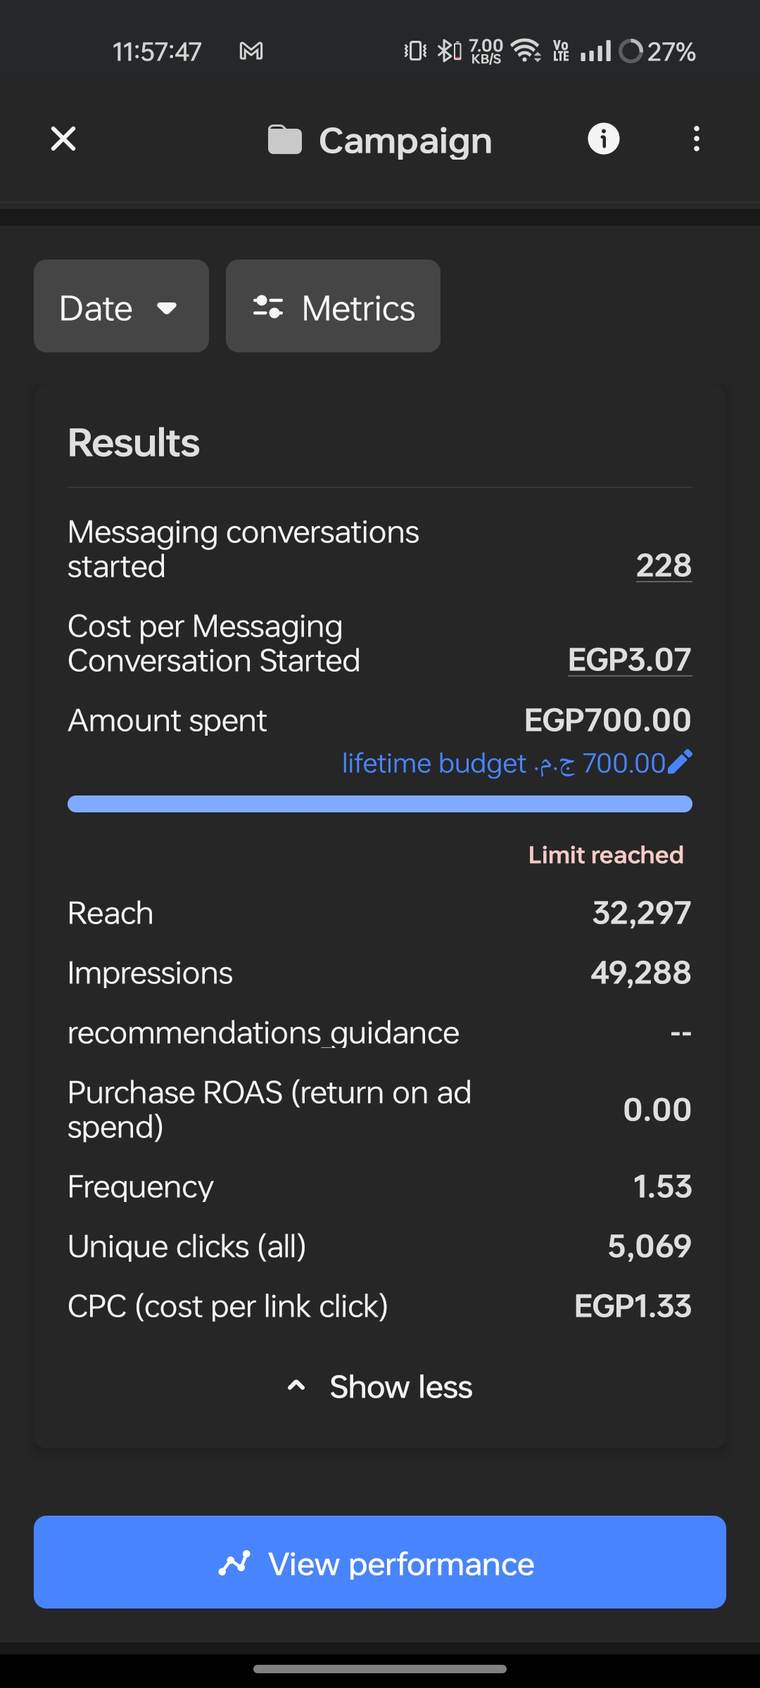 11:57:47 7.00 KB/S Vo LTE 27%
Campaign
Date Metrics
Results
Messaging conversations
started 228
Cost per Messaging
Conversation Started EGP3.07
Amount spent EGP700.00
lifetime budget ج.م.‏ 700.00
Limit reached
Reach 32,297
Impressions 49,288
recommendations_guidance --
Purchase ROAS (return on ad
spend) 0.00
Frequency 1.53
Unique clicks (all) 5,069
CPC (cost per link click) EGP1.33
Show less
View performance